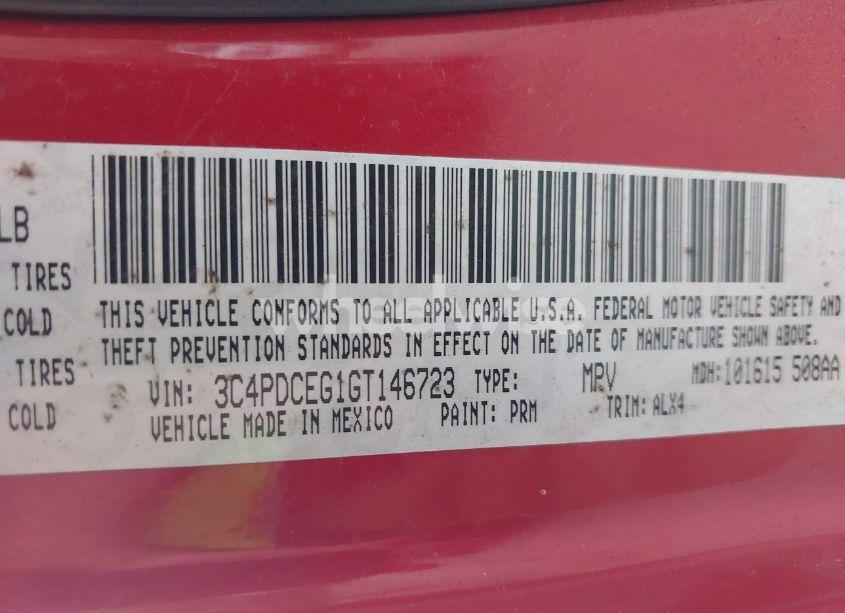 LB
TIRES
COLD
TIRES
COLD
THIS VEHICLE CONFORMS TO ALL APPLICABLE U.S.A. FEDERAL MOTOR VEHICLE SAFETY AND
THEFT PREVENTION STANDARDS IN EFFECT ON THE DATE OF MANUFACTURE SHOWN ABOVE.
VIN: 3C4PDCEG1GT146723 TYPE: MPV MDH:101615 508AA
VEHICLE MADE IN MEXICO PAINT: PRM TRIM: ALX4